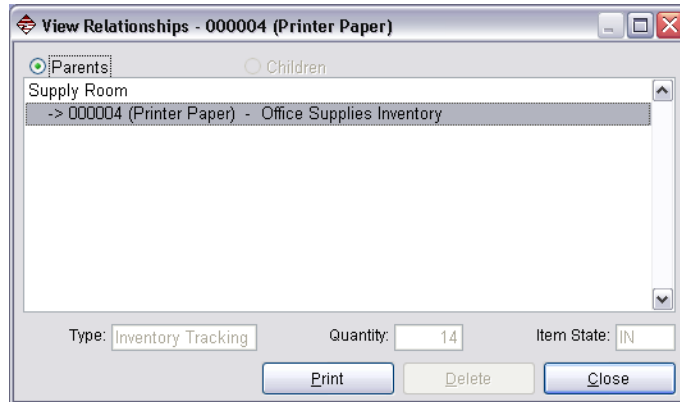 View Relationships - 000004 (Printer Paper)
Parents Children
Supply Room
-> 000004 (Printer Paper) - Office Supplies Inventory
Type: Inventory Tracking Quantity: 14 Item State: IN
Print Delete Close